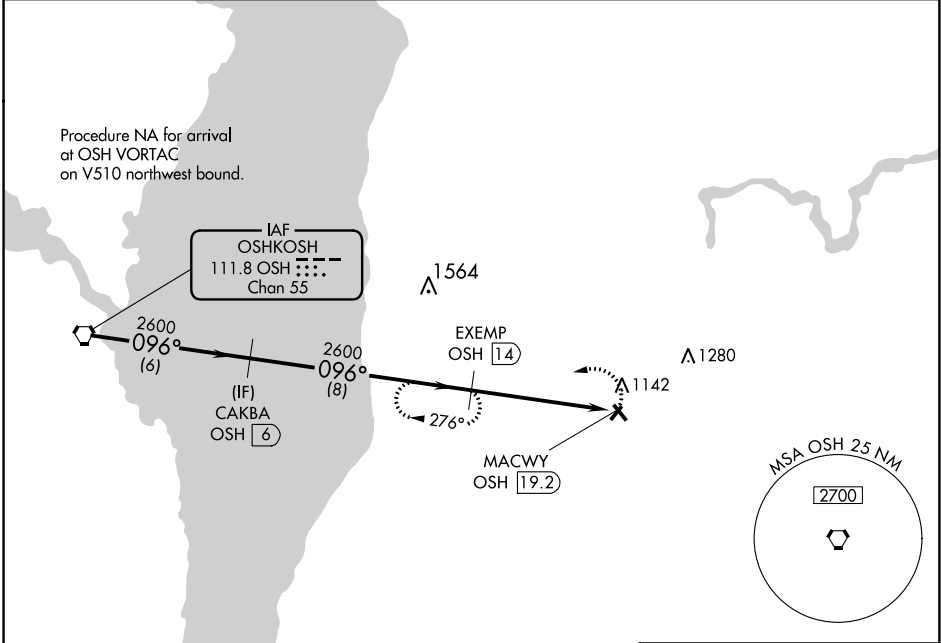 Procedure NA for arrival
at OSH VORTAC
on V510 northwest bound.
IAF
OSHKOSH
111.8 OSH
Chan 55
1564
2600
096°
(6)
(IF)
CAKBA
OSH 6
2600
096°
(8)
EXEMP
OSH 14
276°
1280
1142
MACWY
OSH 19.2
MSA OSH 25 NM
2700